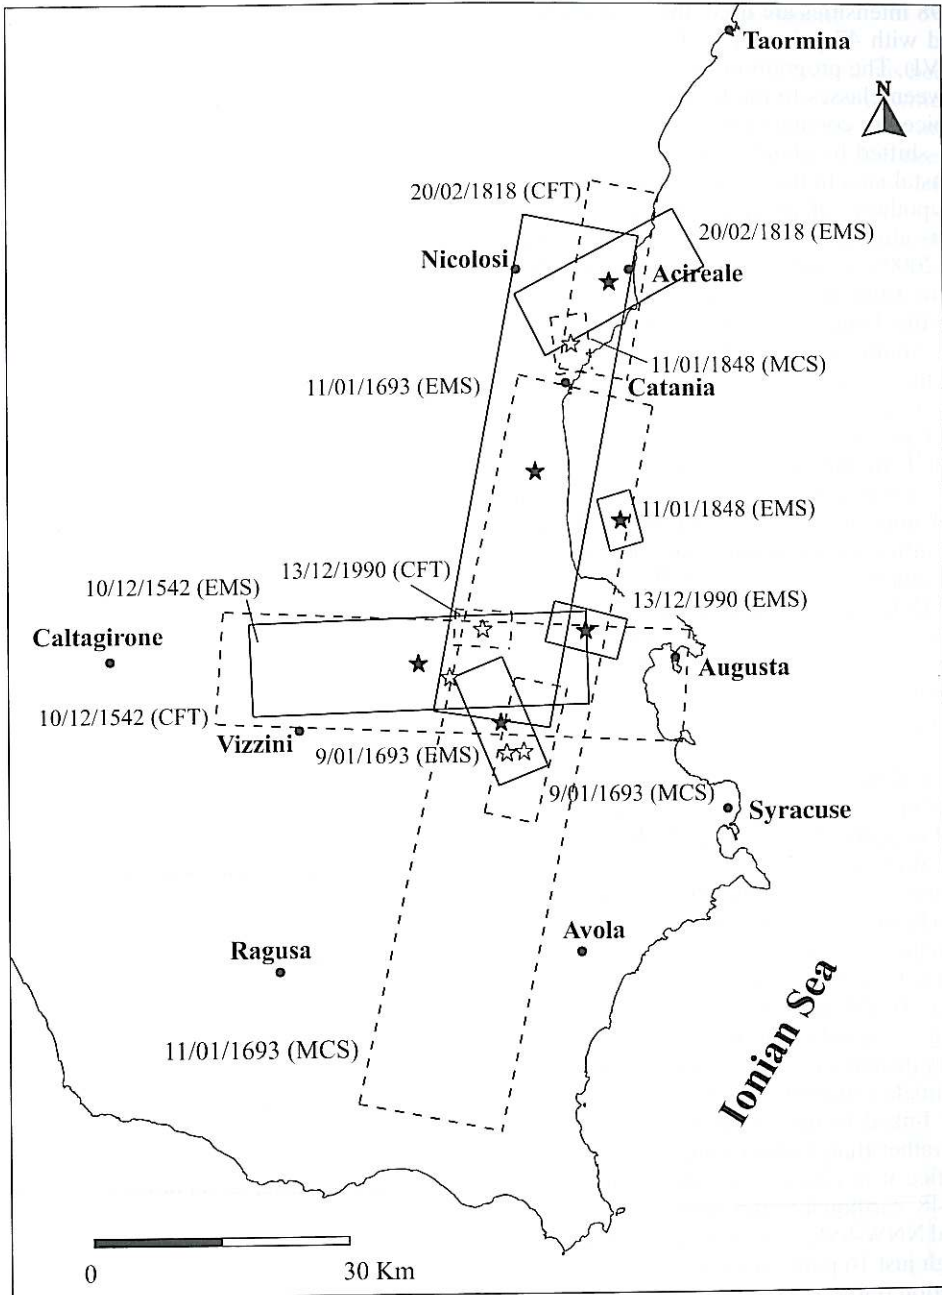 Taormina
N
20/02/1818 (CFT)
20/02/1818 (EMS)
Nicolosi
Acireale
11/01/1848 (MCS)
11/01/1693 (EMS)
Catania
11/01/1848 (EMS)
13/12/1990 (CFT)
10/12/1542 (EMS)
13/12/1990 (EMS)
Caltagirone
Augusta
10/12/1542 (CFT)
Vizzini
9/01/1693 (EMS)
9/01/1693 (MCS)
Syracuse
Avola
Ragusa
Ionian Sea
11/01/1693 (MCS)
0 30 Km